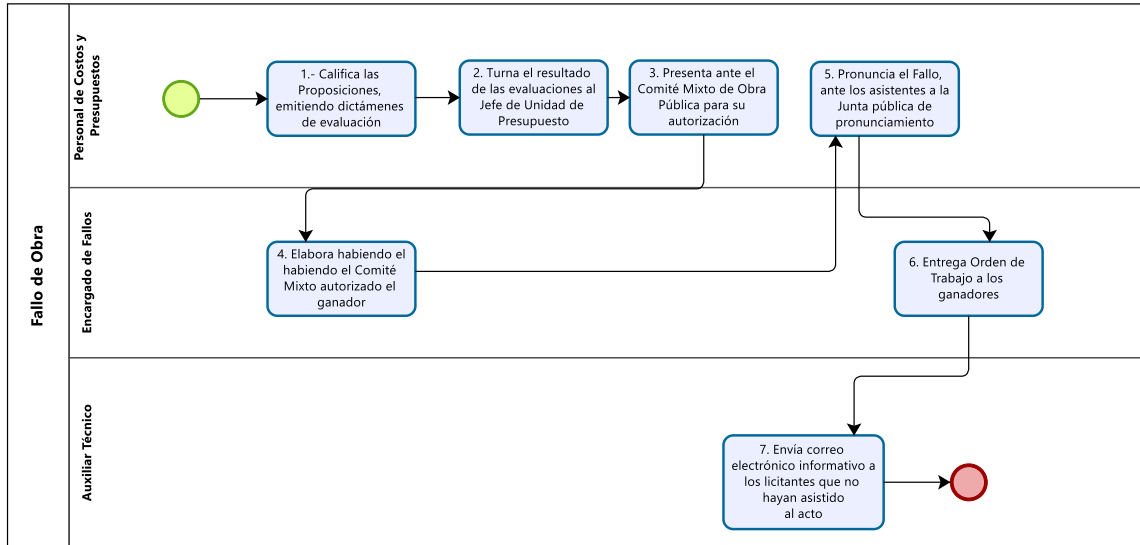 Fallo de Obra
Personal de Costos y
Presupuestos
1.- Califica las
Proposiciones,
emitiendo dictámenes
de evaluación
2. Turna el resultado
de las evaluaciones al
Jefe de Unidad de
Presupuesto
3. Presenta ante el
Comité Mixto de Obra
Pública para su
autorización
5. Pronuncia el Fallo,
ante los asistentes a la
Junta pública de
pronunciamiento
Encargado de Fallos
4. Elabora habiendo el
habiendo el Comité
Mixto autorizado el
ganador
6. Entrega Orden de
Trabajo a los
ganadores
Auxiliar Técnico
7. Envía correo
electrónico informativo a
los licitantes que no
hayan asistido
al acto